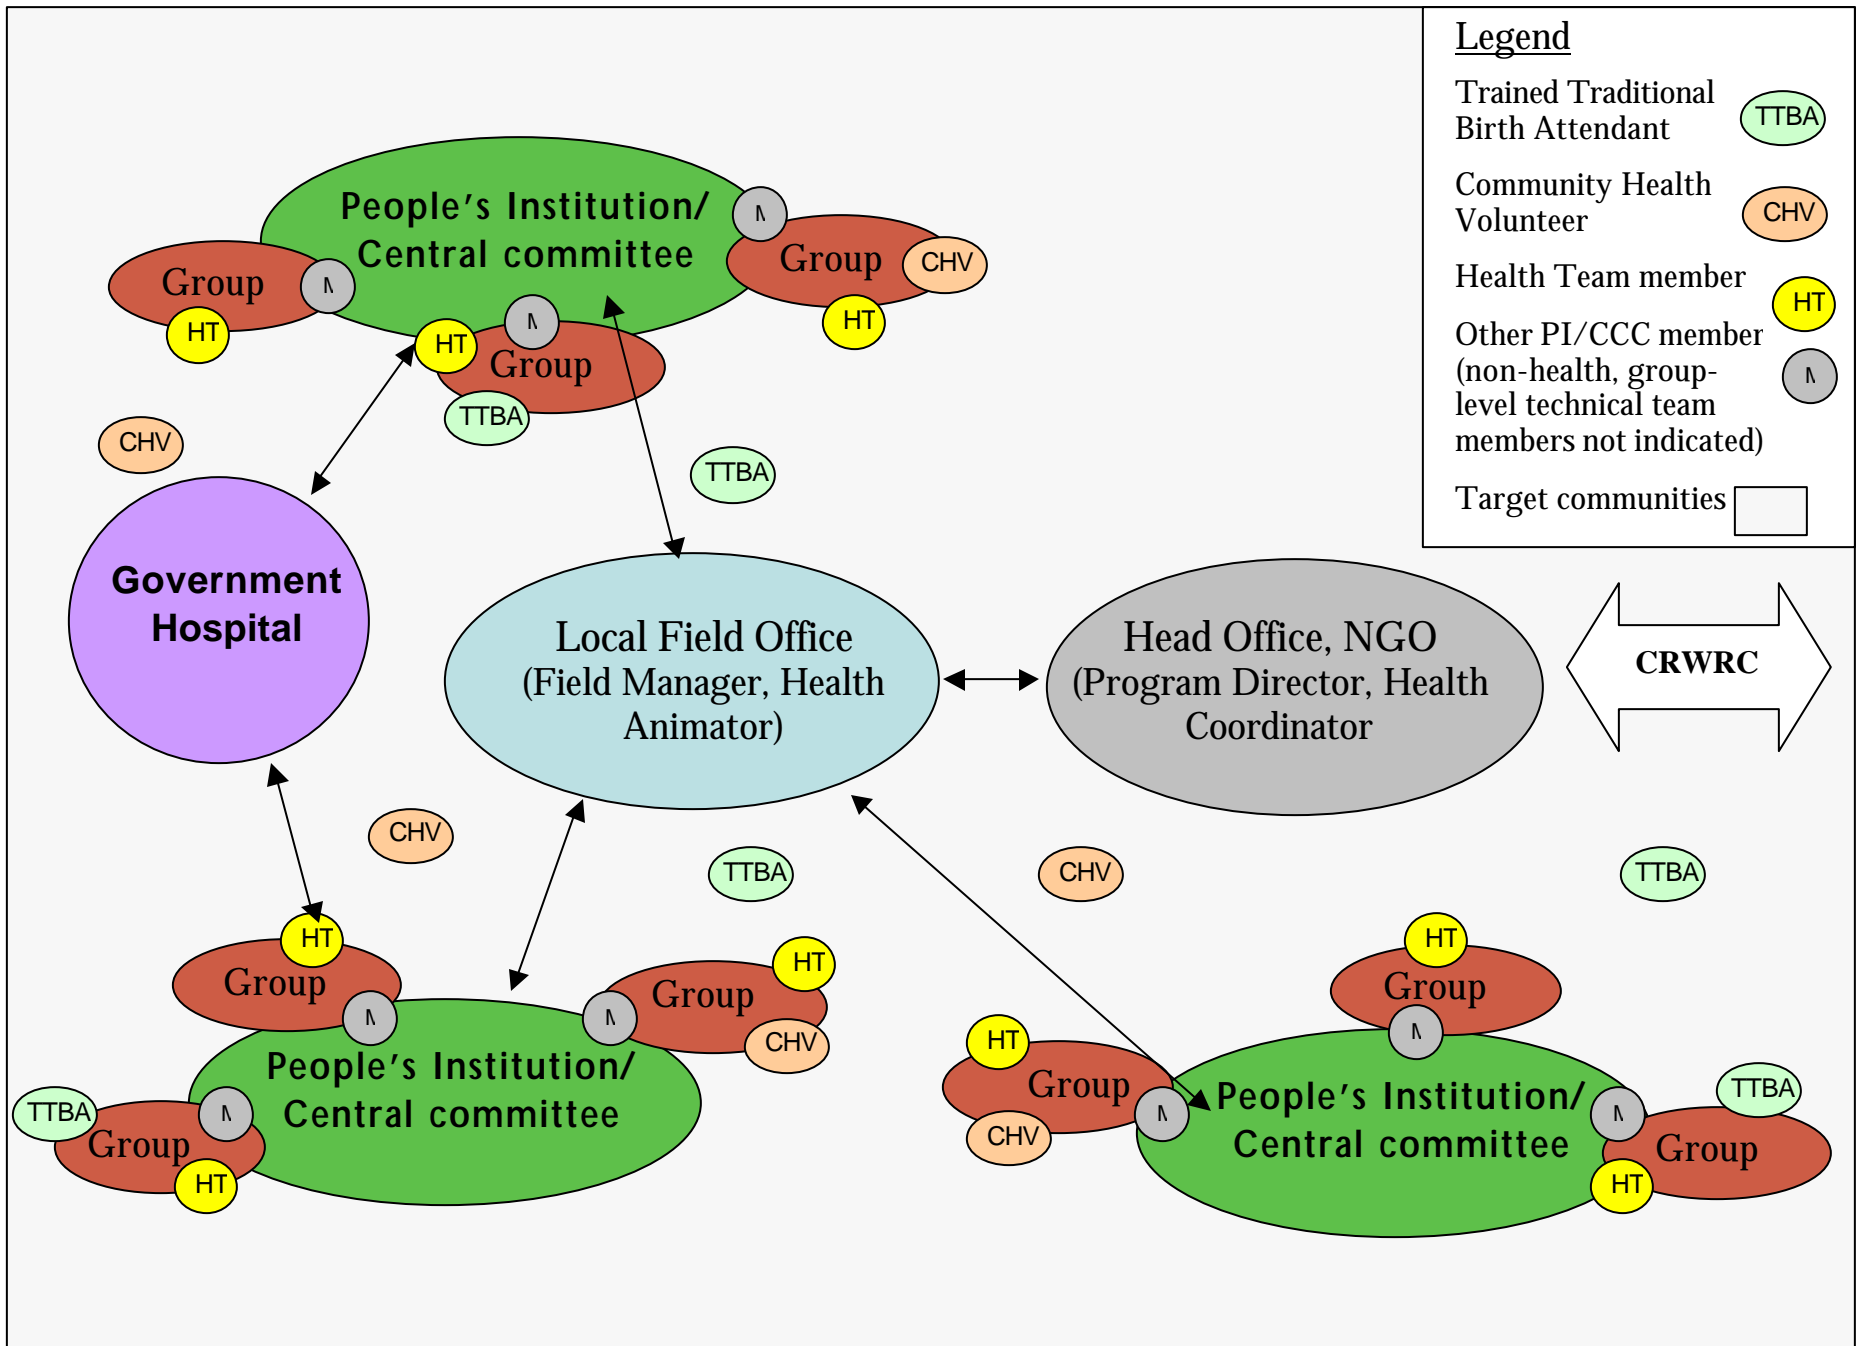 Legend
Trained Traditional
Birth Attendant
TTBA
Community Health
Volunteer
CHV
Health Team member
HT
Other PI/CCC member
(non-health, group-
level technical team
members not indicated)
M
Target communities
People's Institution/
Central committee
M
Group
CHV
HT
Group
M
HT
HT
M
Group
TTBA
CHV
TTBA
Government
Hospital
Local Field Office
(Field Manager, Health
Animator)
Head Office, NGO
(Program Director, Health
Coordinator
CRWRC
CHV
TTBA
CHV
TTBA
HT
Group
M
HT
Group
M
CHV
People's Institution/
Central committee
TTBA
M
Group
HT
HT
Group
M
HT
Group
M
CHV
People's Institution/
Central committee
TTBA
M
Group
HT